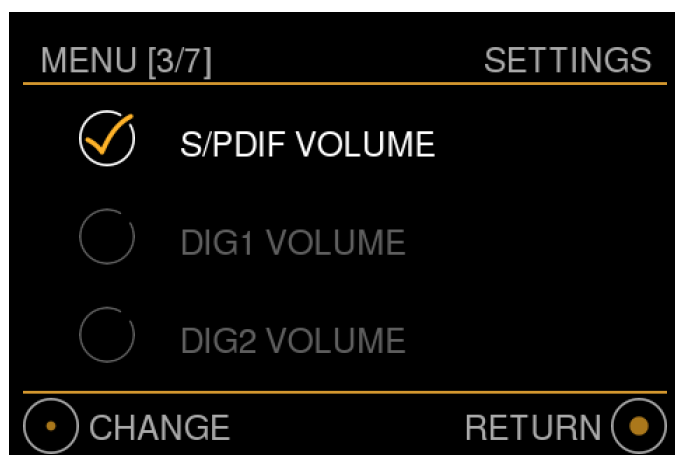 MENU [3/7] SETTINGS
S/PDIF VOLUME
DIG1 VOLUME
DIG2 VOLUME
CHANGE RETURN